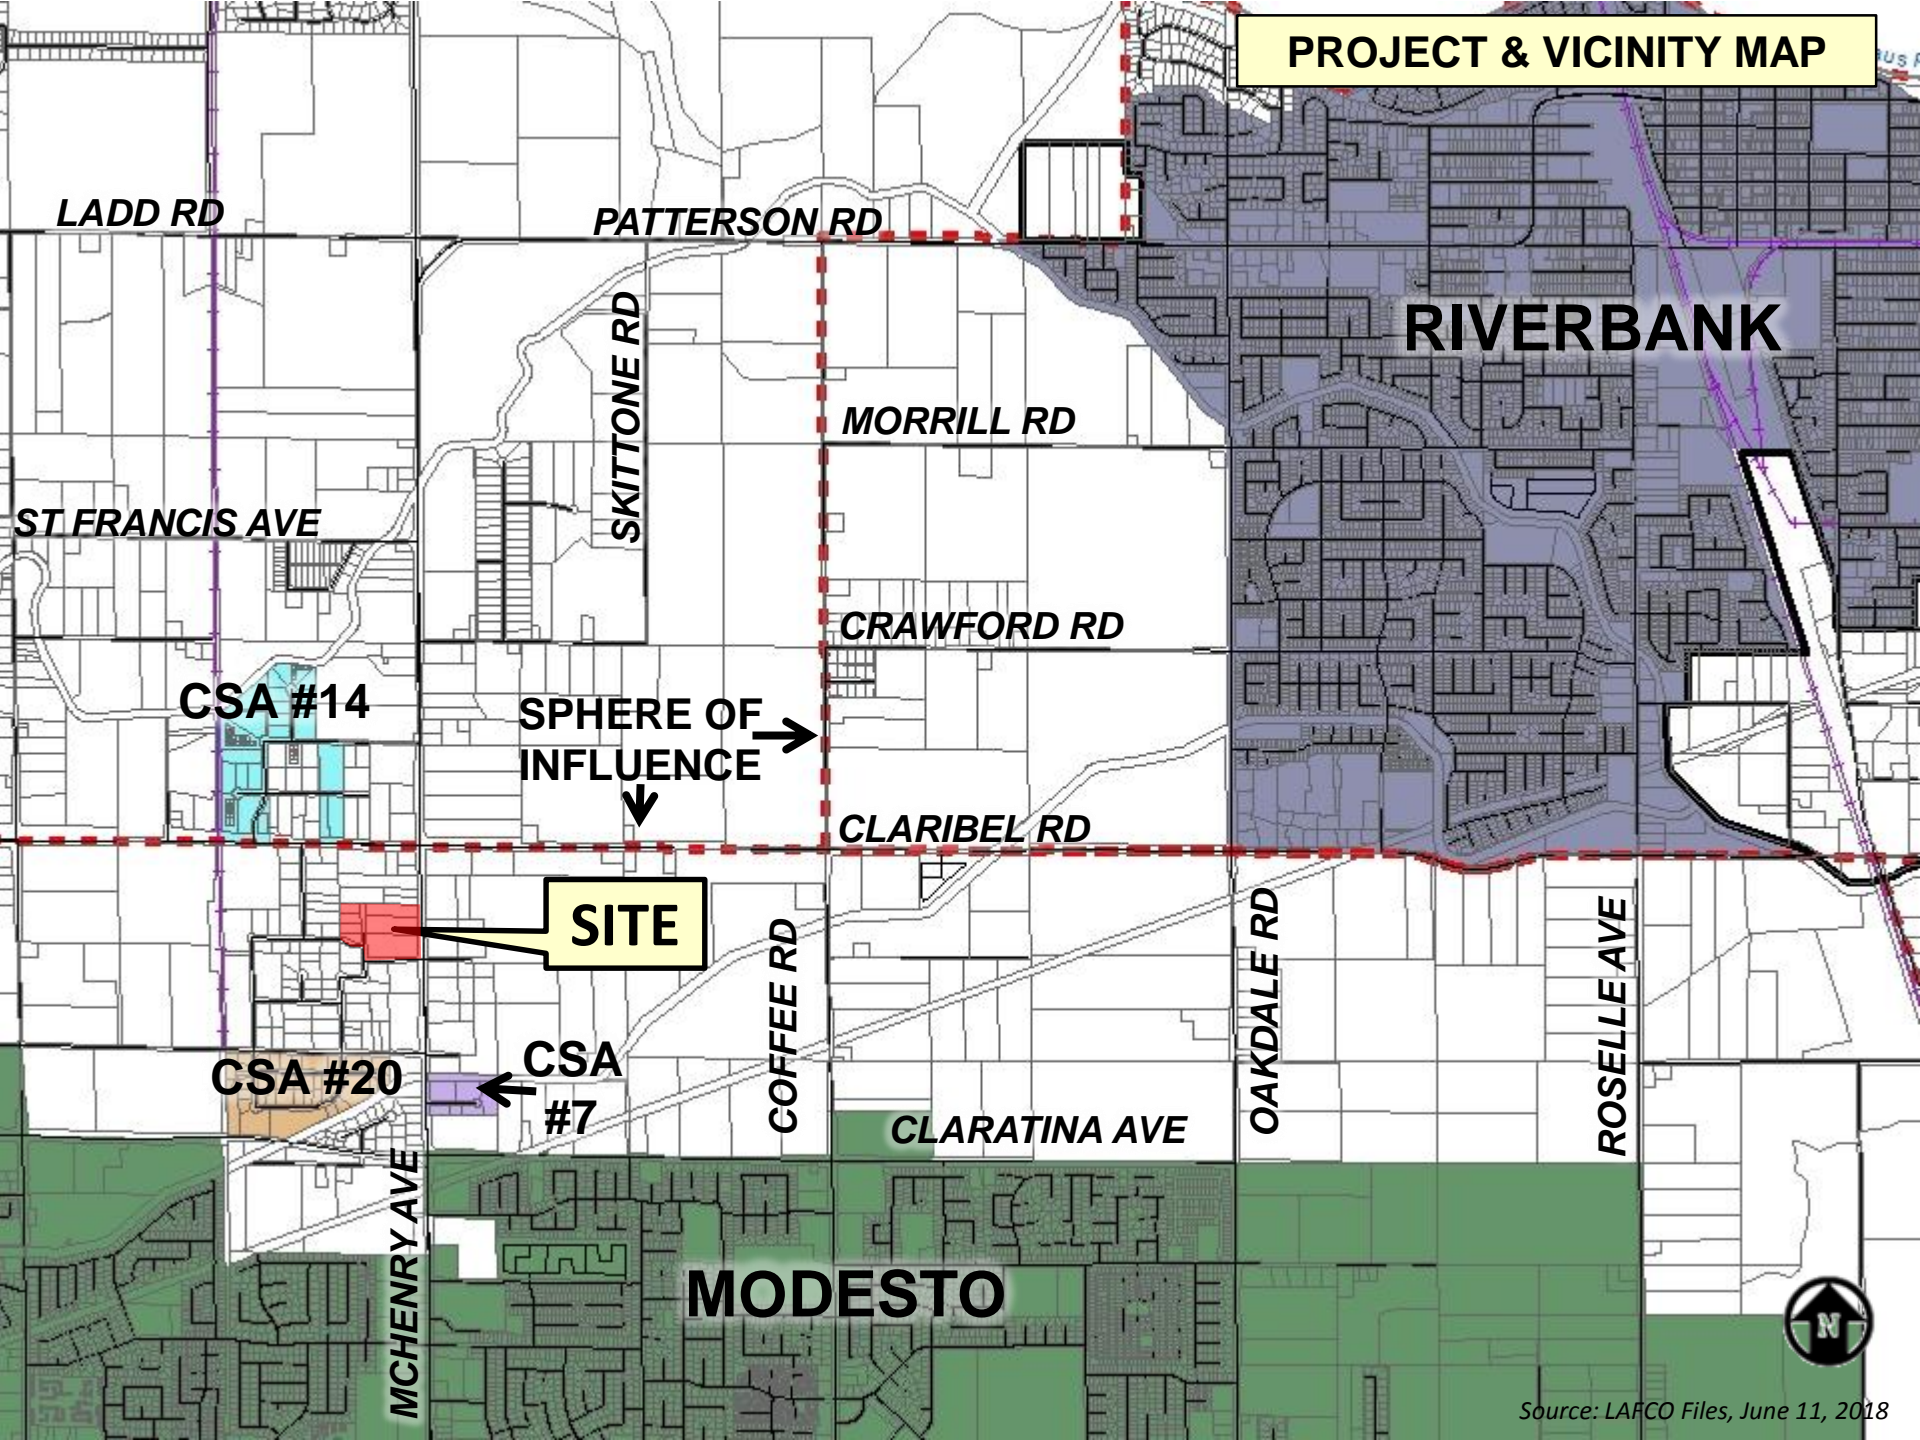 PROJECT & VICINITY MAP
LADD RD
PATTERSON RD
SKITTONE RD
RIVERBANK
MORRILL RD
ST FRANCIS AVE
CRAWFORD RD
CSA #14
SPHERE OF
INFLUENCE
CLARIBEL RD
SITE
COFFEE RD
OAKDALE RD
ROSELLE AVE
CSA #20
CSA
#7
CLARATINA AVE
MCHENRY AVE
MODESTO
N
Source: LAFCO Files, June 11, 2018